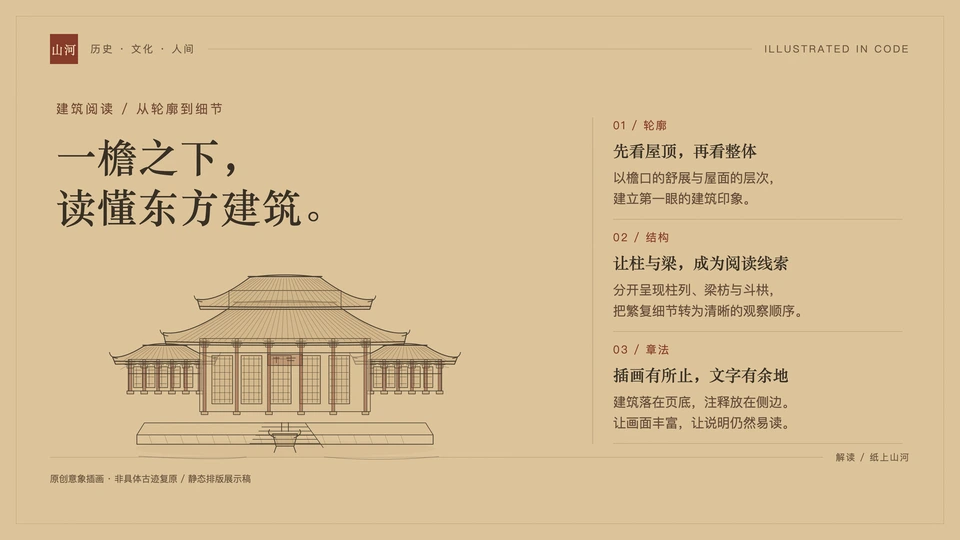 山河
历史 · 文化 · 人间
ILLUSTRATED IN CODE
建筑阅读 / 从轮廓到细节
一檐之下，
读懂东方建筑。
01 / 轮廓
先看屋顶，再看整体
以檐口的舒展与屋面的层次，
建立第一眼的建筑印象。
02 / 结构
让柱与梁，成为阅读线索
分开呈现柱列、梁枋与斗栱，
把繁复细节转为清晰的观察顺序。
03 / 章法
插画有所止，文字有余地
建筑落在页底，注释放在侧边。
让画面丰富，让说明仍然易读。
解读 / 纸上山河
原创意象插画 · 非具体古迹复原 / 静态排版展示稿